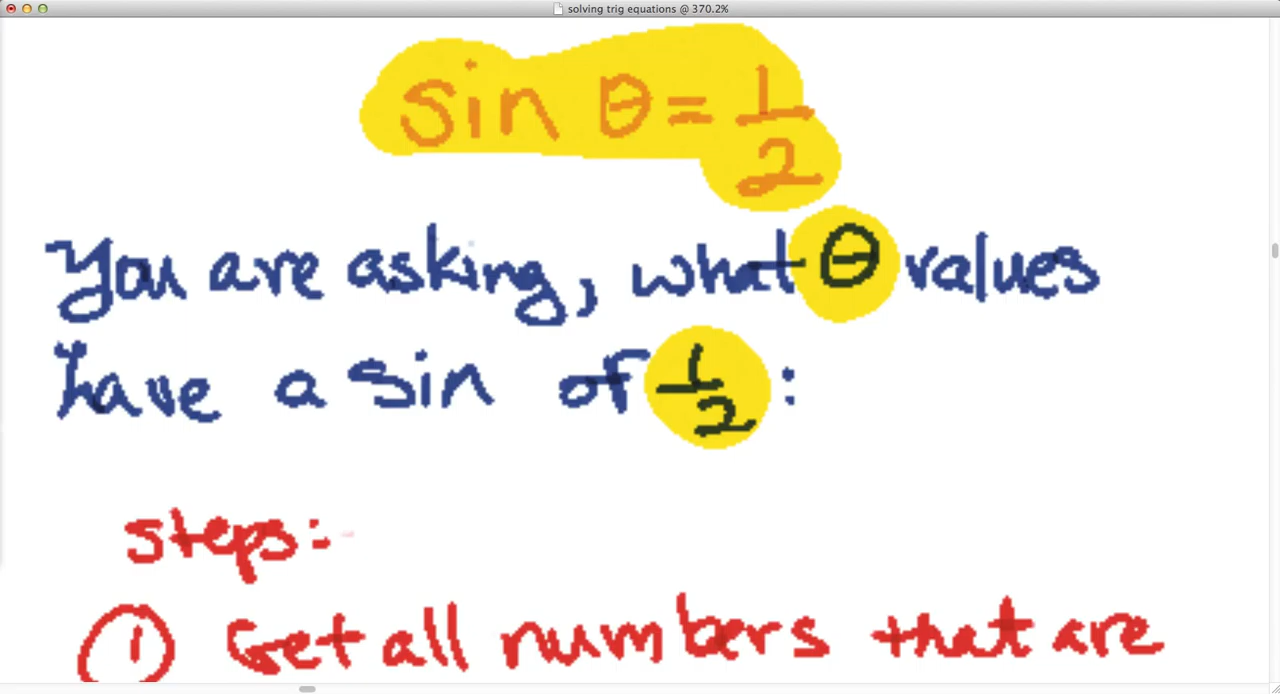 solving trig equations @ 370.2%
sin θ = 1/2
You are asking, what θ values
have a sin of 1/2 :
steps:
① Get all numbers that are